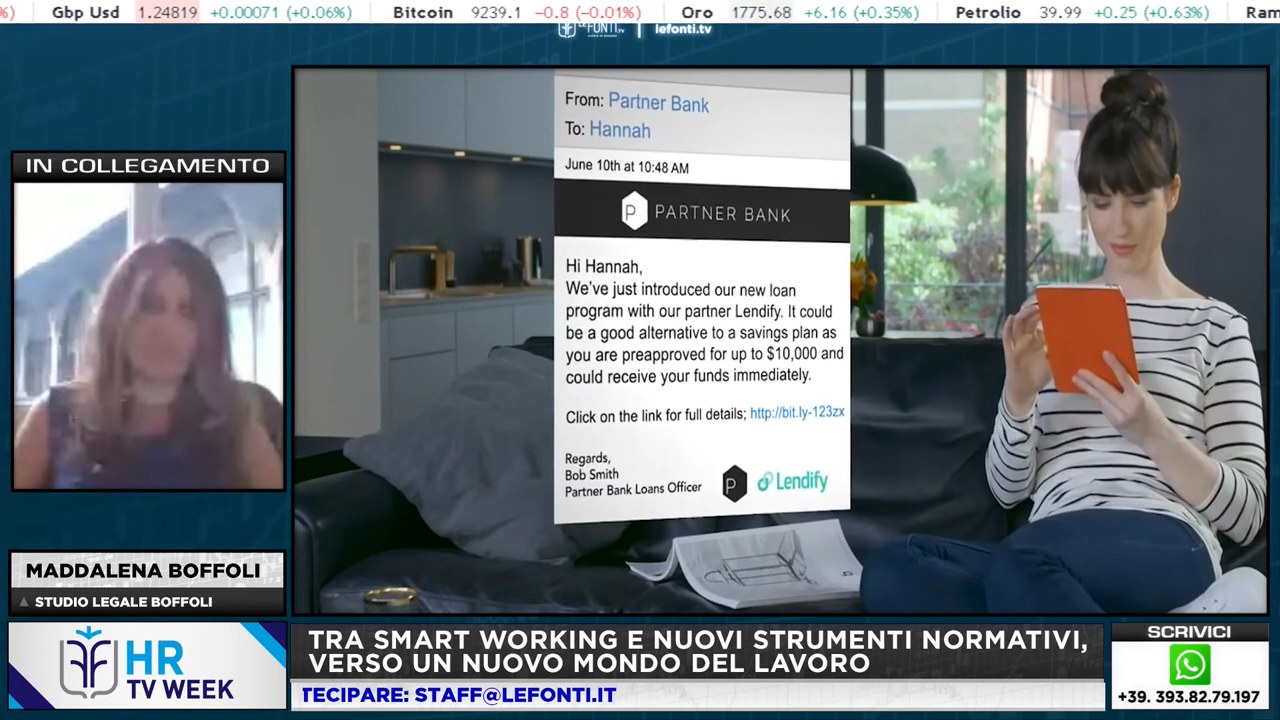 %)
Gbp Usd 1.24819 +0.00071 (+0.06%)
Bitcoin 9239.1 −0.8 (−0.01%)
Oro 1775.68 +6.16 (+0.35%)
Petrolio 39.99 +0.25 (+0.63%)
Ram
LEFONTI.TV
lefonti.tv
IN COLLEGAMENTO
From: Partner Bank
To: Hannah
June 10th at 10:48 AM
P PARTNER BANK
Hi Hannah,
We've just introduced our new loan
program with our partner Lendify. It could
be a good alternative to a savings plan as
you are preapproved for up to $10,000 and
could receive your funds immediately.
Click on the link for full details; http://bit.ly-123zx
Regards,
Bob Smith
Partner Bank Loans Officer
P Lendify
MADDALENA BOFFOLI
STUDIO LEGALE BOFFOLI
HR
TV WEEK
TRA SMART WORKING E NUOVI STRUMENTI NORMATIVI,
VERSO UN NUOVO MONDO DEL LAVORO
TECIPARE: STAFF@LEFONTI.IT
SCRIVICI
+39. 393.82.79.197